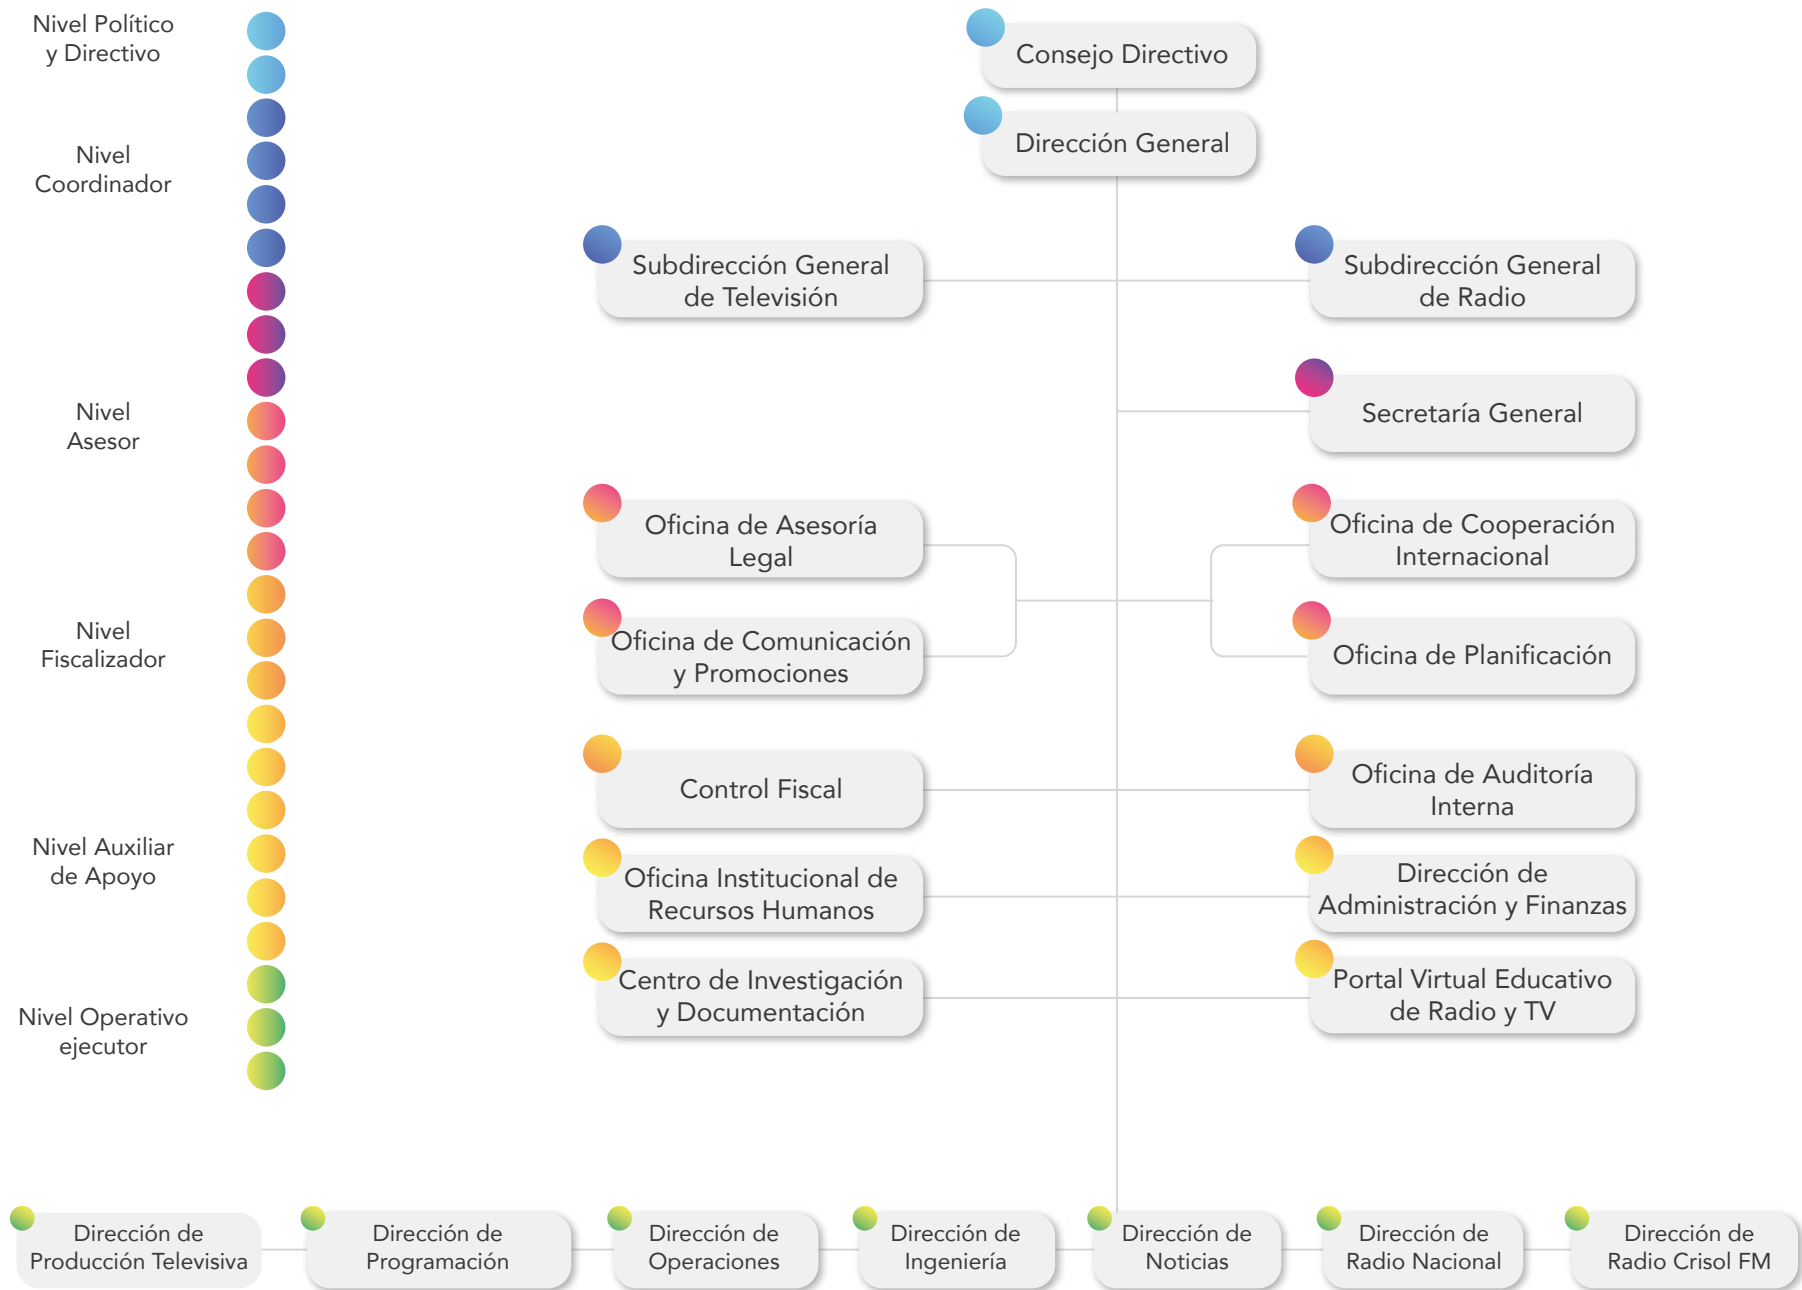 Nivel Político
y Directivo
Consejo Directivo
Dirección General
Nivel
Coordinador
Subdirección General
de Televisión
Subdirección General
de Radio
Nivel
Asesor
Secretaría General
Oficina de Asesoría
Legal
Oficina de Cooperación
Internacional
Nivel
Fiscalizador
Oficina de Comunicación
y Promociones
Oficina de Planificación
Control Fiscal
Oficina de Auditoría
Interna
Nivel Auxiliar
de Apoyo
Oficina Institucional de
Recursos Humanos
Dirección de
Administración y Finanzas
Centro de Investigación
y Documentación
Portal Virtual Educativo
de Radio y TV
Nivel Operativo
ejecutor
Dirección de
Producción Televisiva
Dirección de
Programación
Dirección de
Operaciones
Dirección de
Ingeniería
Dirección de
Noticias
Dirección de
Radio Nacional
Dirección de
Radio Crisol FM